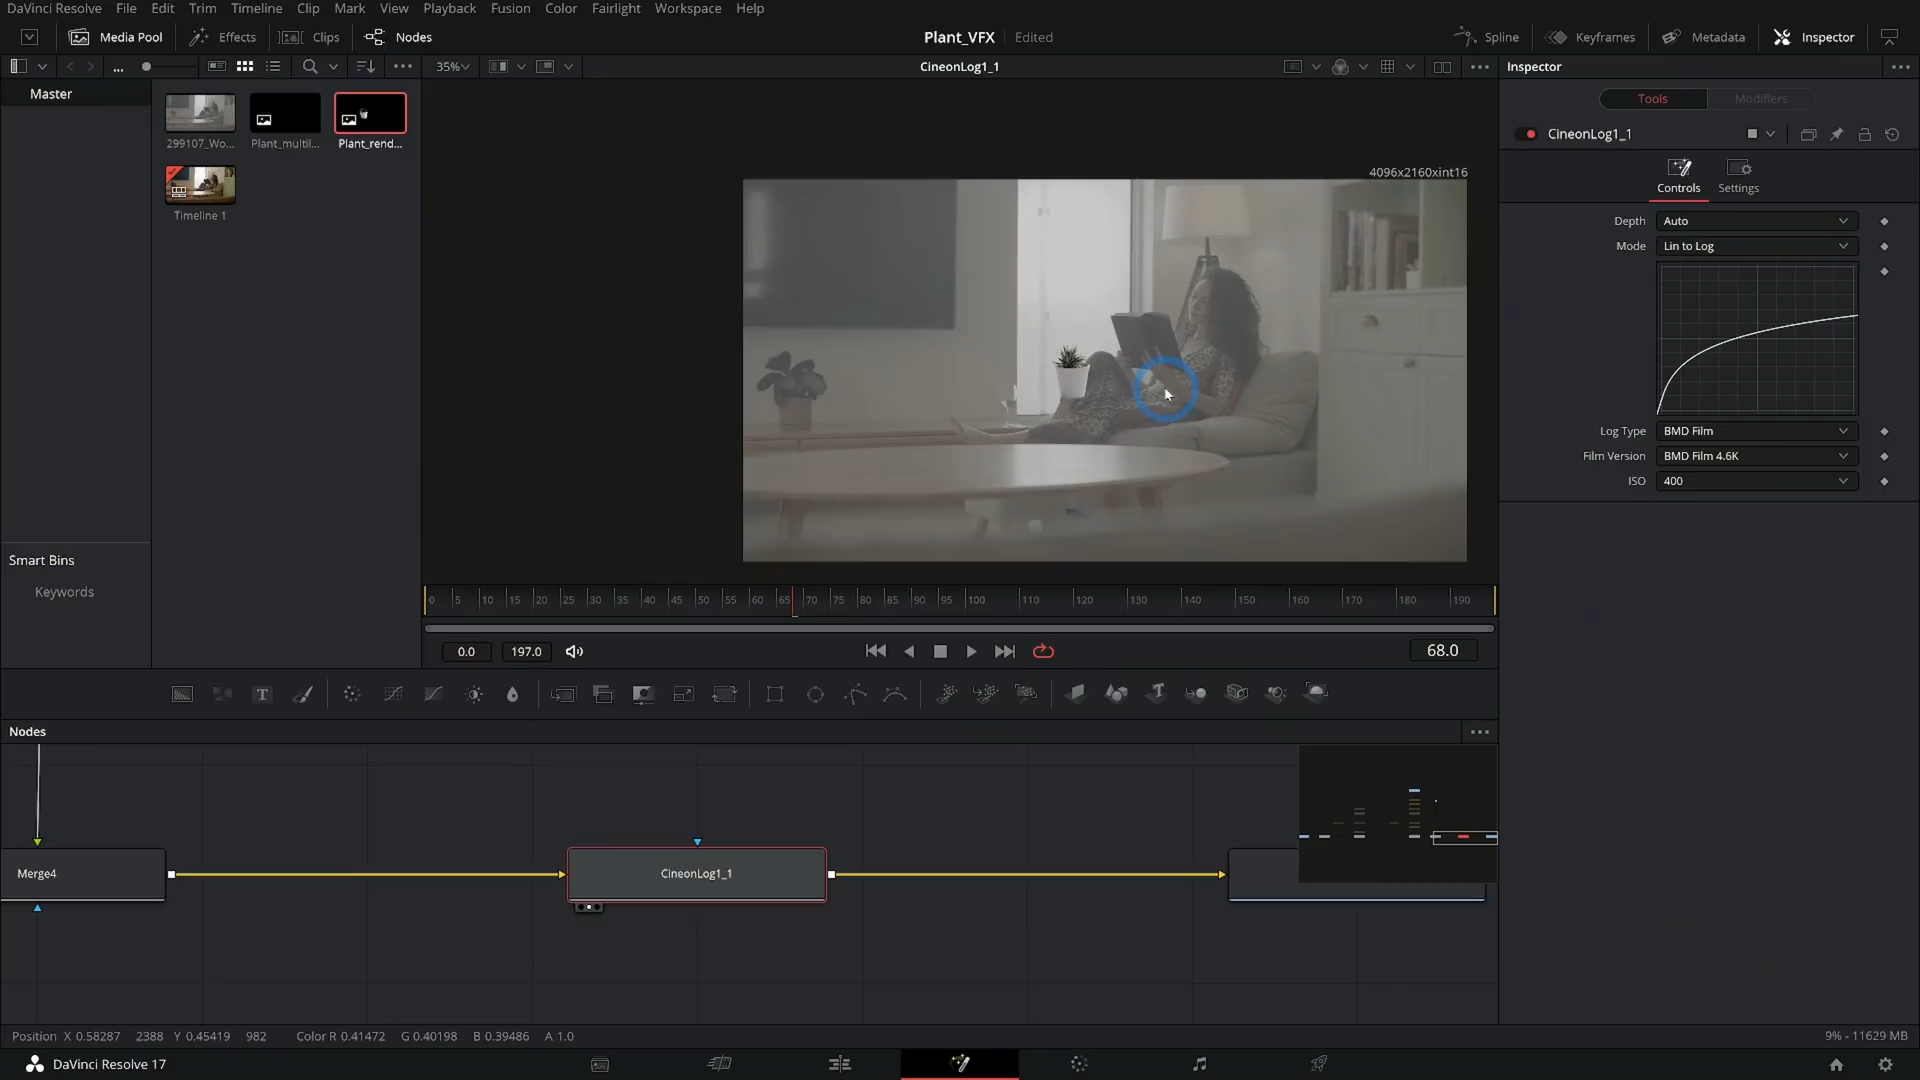 DaVinci Resolve File Edit Trim Timeline Clip Mark View Playback Fusion Color Fairlight Workspace Help
Media Pool Effects Clips Nodes Plant_VFX Edited Spline Keyframes Metadata Inspector
... 35% CineonLog1_1 Inspector
Master
Tools Modifiers
299107_Wo... Plant_multil... Plant_rend...
CineonLog1_1
4096x2160xint16
Controls Settings
Timeline 1
Depth Auto
Mode Lin to Log
Log Type BMD Film
Film Version BMD Film 4.6K
ISO 400
Smart Bins
Keywords
0 5 10 15 20 25 30 35 40 45 50 55 60 65 70 75 80 85 90 95 100 110 120 130 140 150 160 170 180 190
0.0 197.0 68.0
T T
Nodes
Merge4 CineonLog1_1
Position X 0.58287 2388 Y 0.45419 982 Color R 0.41472 G 0.40198 B 0.39486 A 1.0 9% - 11629 MB
DaVinci Resolve 17